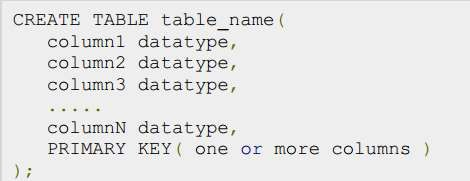 CREATE TABLE table_name(
   column1 datatype,
   column2 datatype,
   column3 datatype,
   .....
   columnN datatype,
   PRIMARY KEY( one or more columns )
);